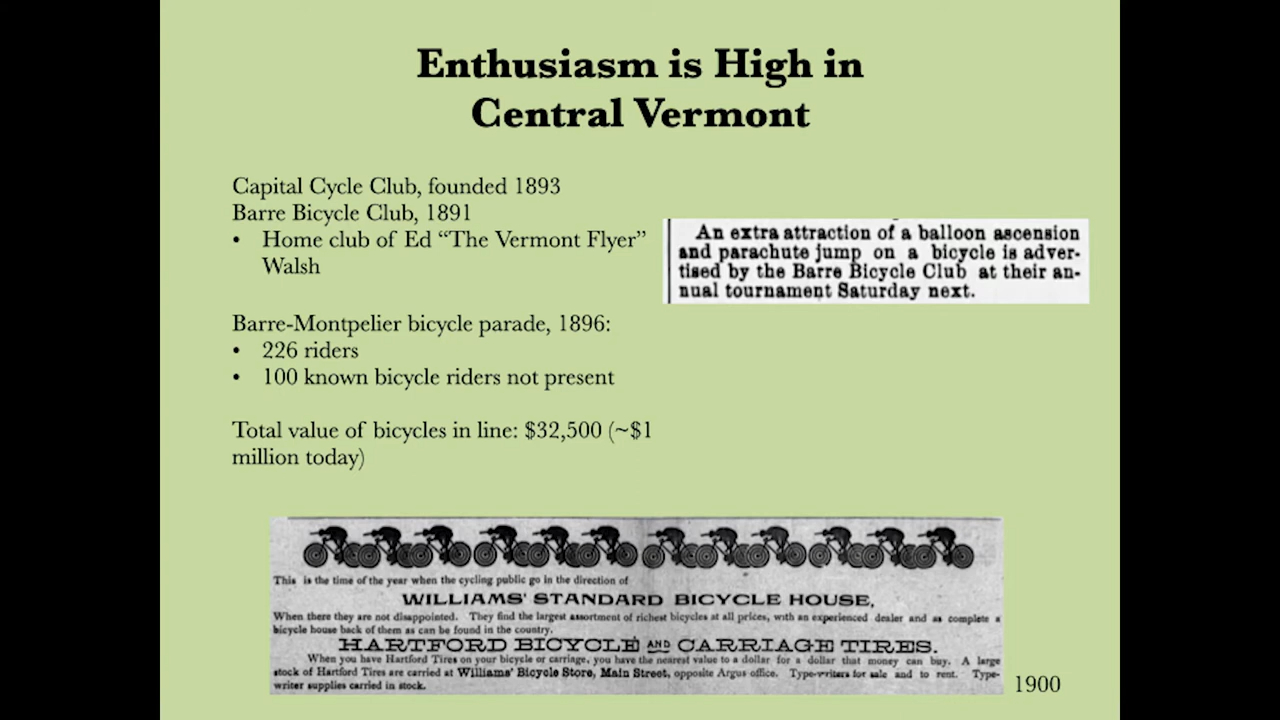 Enthusiasm is High in
Central Vermont
Capital Cycle Club, founded 1893
Barre Bicycle Club, 1891
• Home club of Ed “The Vermont Flyer”
Walsh
Barre-Montpelier bicycle parade, 1896:
• 226 riders
• 100 known bicycle riders not present
Total value of bicycles in line: $32,500 (~$1
million today)
An extra attraction of a balloon ascension
and parachute jump on a bicycle is adver-
tised by the Barre Bicycle Club at their an-
nual tournament Saturday next.
This is the time of the year when the cycling public go in the direction of
WILLIAMS' STANDARD BICYCLE HOUSE,
When there they are not disappointed. They find the largest assortment of richest bicycles at all prices, with an experienced dealer and as complete a
bicycle house back of them as can be found in the country.
HARTFORD BICYCLE AND CARRIAGE TIRES.
When you have Hartford Tires on your bicycle or carriage, you have the nearest value to a dollar for a dollar that money can buy. A large
stock of Hartford Tires are carried at Williams' Bicycle Store, Main Street, opposite Argus office. Type-writers for sale and to rent. Type-
writer supplies carried in stock.
1900